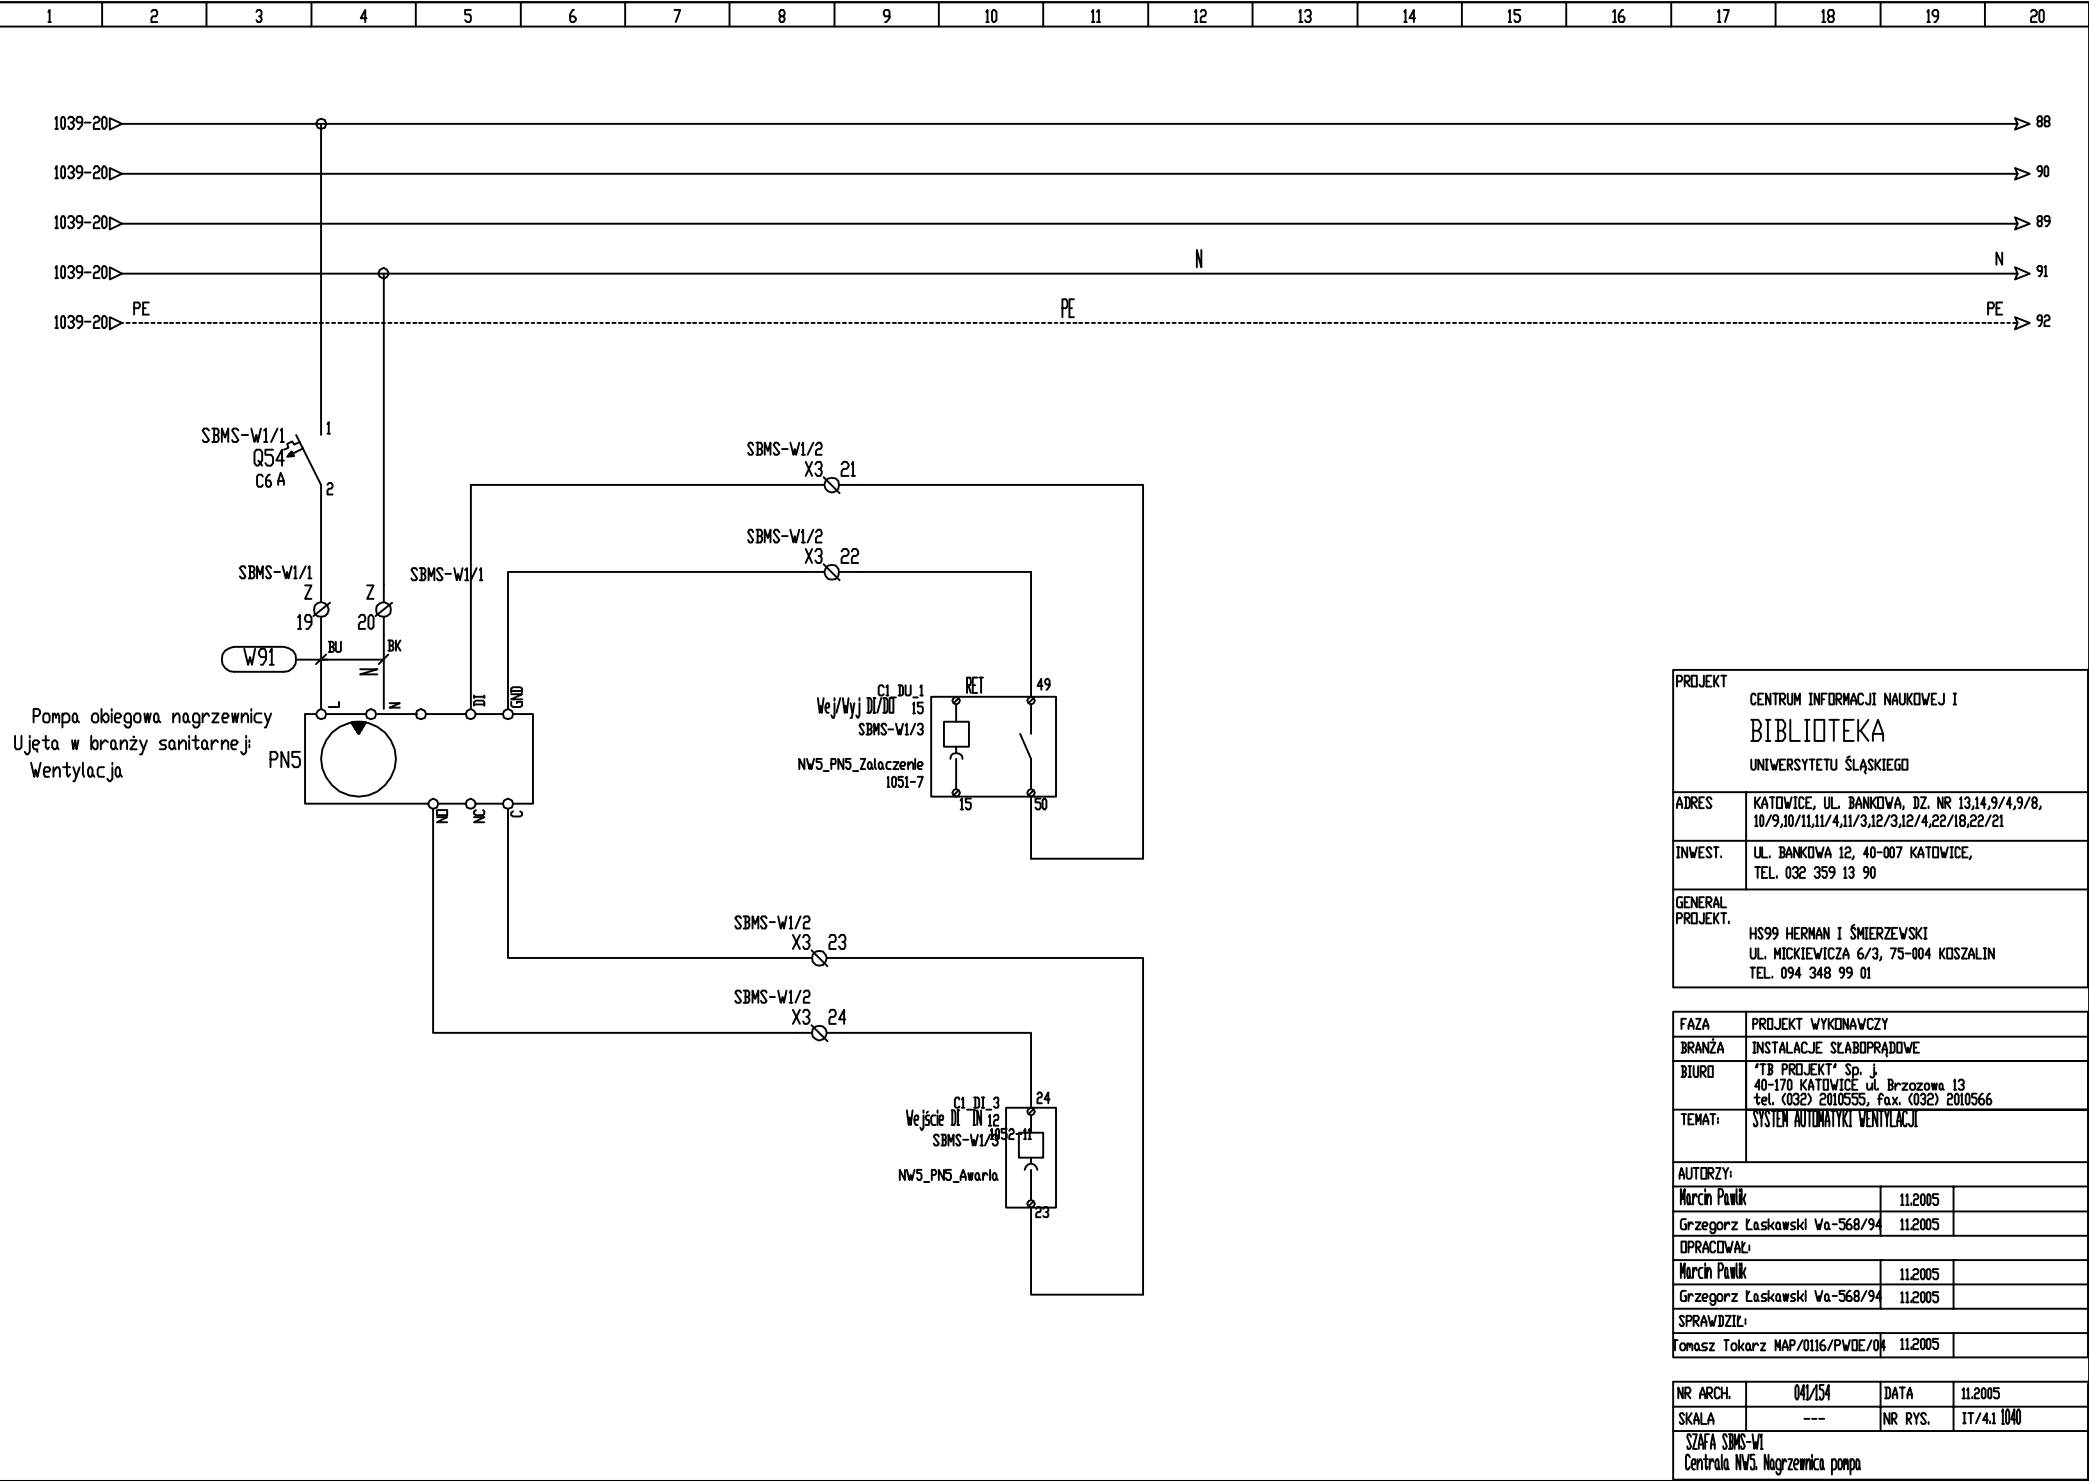 1 2 3 4 5 6 7 8 9 10 11 12 13 14 15 16 17 18 19 20
1039-20 88
1039-20 90
1039-20 89
1039-20 N N 91
1039-20 PE PE PE 92
SBMS-W1/1 1
Q54
C6 A
2
SBMS-W1/2
X3 21
SBMS-W1/2
X3 22
SBMS-W1/1 SBMS-W1/1
Z Z
19 20
W91 BU BK
N
L N DI GND
Pompa obiegowa nagrzewnicy
Ujęta w branży sanitarnej:
Wentylacja
PN5
NO NC C
C1_DU_1 RET 49
Wej/Wyj DI/DO 15
SBMS-W1/3
NW5_PN5_Zalaczenie
1051-7
15 50
SBMS-W1/2
X3 23
SBMS-W1/2
X3 24
C1_DI_3 24
Wejście DI IN 12
1052-11
SBMS-W1/3
NW5_PN5_Awaria
23
PROJEKT
CENTRUM INFORMACJI NAUKOWEJ I
BIBLIOTEKA
UNIWERSYTETU ŚLĄSKIEGO
ADRES KATOWICE, UL. BANKOWA, DZ. NR 13,14,9/4,9/8,
10/9,10/11,11/4,11/3,12/3,12/4,22/18,22/21
INWEST. UL. BANKOWA 12, 40-007 KATOWICE,
TEL. 032 359 13 90
GENERAL
PROJEKT.
HS99 HERMAN I ŚMIERZEWSKI
UL. MICKIEWICZA 6/3, 75-004 KOSZALIN
TEL. 094 348 99 01
FAZA PROJEKT WYKONAWCZY
BRANŻA INSTALACJE SŁABOPRĄDOWE
BIURO "TB PROJEKT" Sp. j.
40-170 KATOWICE ul. Brzozowa 13
tel. (032) 2010555, fax. (032) 2010566
TEMAT: SYSTEM AUTOMATYKI WENTYLACJI
AUTORZY:
Marcin Pawlik 11.2005
Grzegorz Łaskawski Wa-568/94 11.2005
OPRACOWAŁ:
Marcin Pawlik 11.2005
Grzegorz Łaskawski Wa-568/94 11.2005
SPRAWDZIŁ:
Tomasz Tokarz MAP/0116/PWOE/04 11.2005
NR ARCH. 041/154 DATA 11.2005
SKALA --- NR RYS. IT/4.1 1040
SZAFA SBMS-W1
Centrala NW5. Nagrzewnica pompa